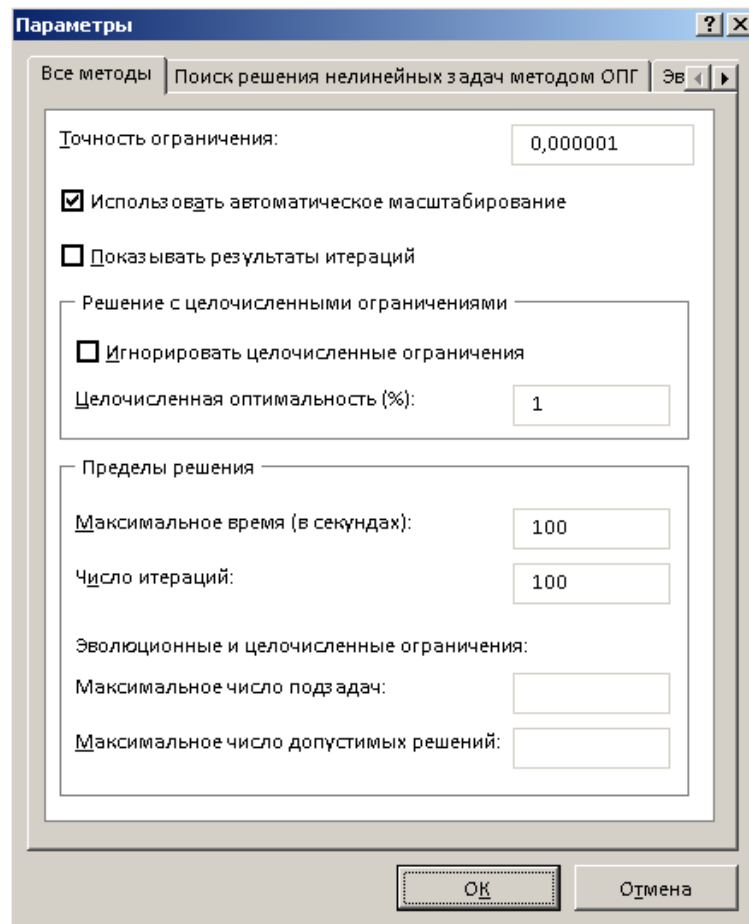 Параметры
Все методы Поиск решения нелинейных задач методом ОПГ Эв
Точность ограничения: 0,000001
Использовать автоматическое масштабирование
Показывать результаты итераций
Решение с целочисленными ограничениями
Игнорировать целочисленные ограничения
Целочисленная оптимальность (%): 1
Пределы решения
Максимальное время (в секундах): 100
Число итераций: 100
Эволюционные и целочисленные ограничения:
Максимальное число подзадач:
Максимальное число допустимых решений:
ОК Отмена